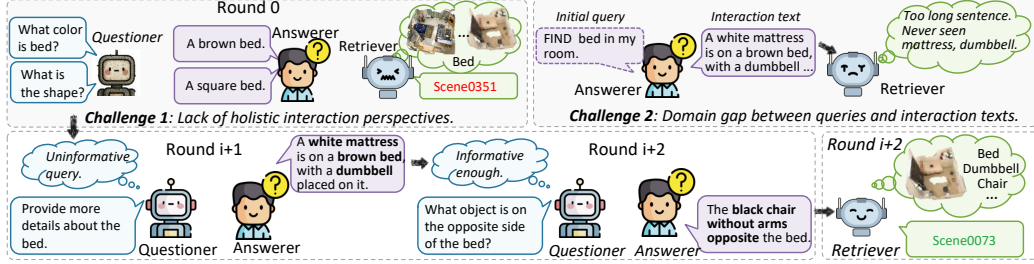 Round 0
What color
is bed?
What is
the shape?
Questioner
A brown bed.
A square bed.
Answerer
?
Retriever
...
Bed
Scene0351
Challenge 1: Lack of holistic interaction perspectives.
Initial query
FIND bed in my
room.
Answerer
?
Interaction text
A white mattress
is on a brown bed,
with a dumbbell ...
Too long sentence.
Never seen
mattress, dumbbell.
Retriever
Challenge 2: Domain gap between queries and interaction texts.
Round i+1
Uninformative
query.
Provide more
details about the
bed.
Questioner
A white mattress
is on a brown bed,
with a dumbbell
placed on it.
?
Answerer
Round i+2
Informative
enough.
What object is on
the opposite side
of the bed?
Questioner
?
Answerer
The black chair
without arms
opposite the bed.
Round i+2
Bed
Dumbbell
Chair
...
Retriever
Scene0073